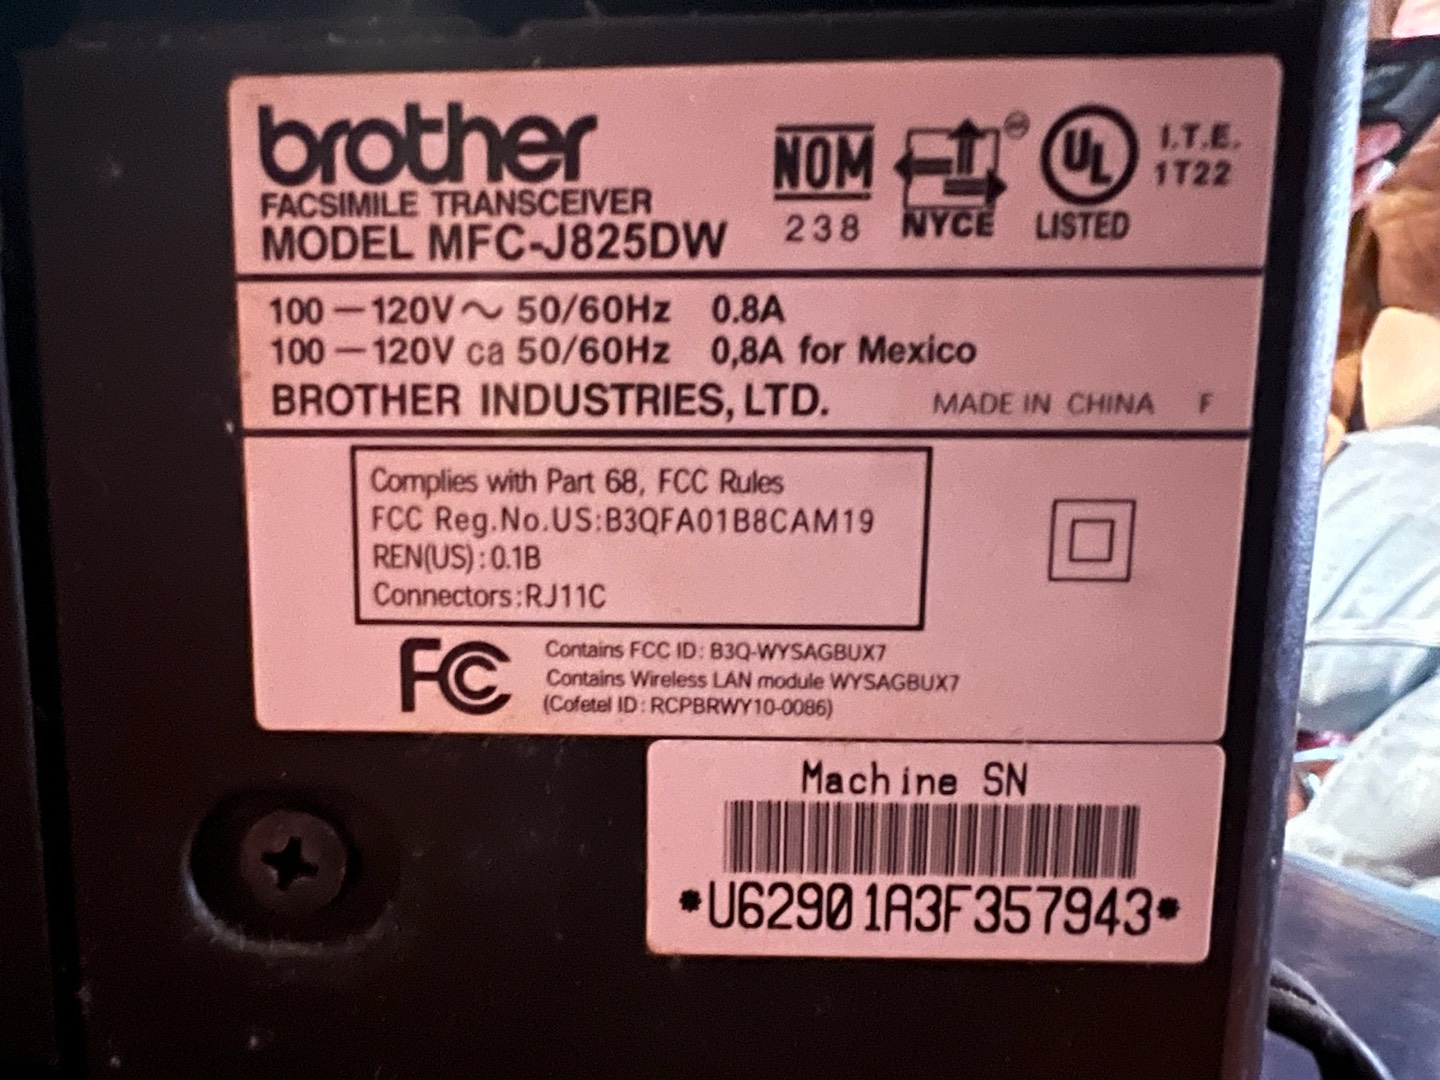 brother
FACSIMILE TRANSCEIVER
MODEL MFC-J825DW
NOM
238
NYCE
UL
LISTED
I.T.E.
1T22
100 — 120V ~ 50/60Hz 0.8A
100 — 120V ca 50/60Hz 0,8A for Mexico
BROTHER INDUSTRIES, LTD. MADE IN CHINA F
Complies with Part 68, FCC Rules
FCC Reg.No.US:B3QFA01B8CAM19
REN(US):0.1B
Connectors:RJ11C
FC
Contains FCC ID: B3Q-WYSAGBUX7
Contains Wireless LAN module WYSAGBUX7
(Cofetel ID: RCPBRWY10-0086)
Machine SN
*U62901A3F357943*